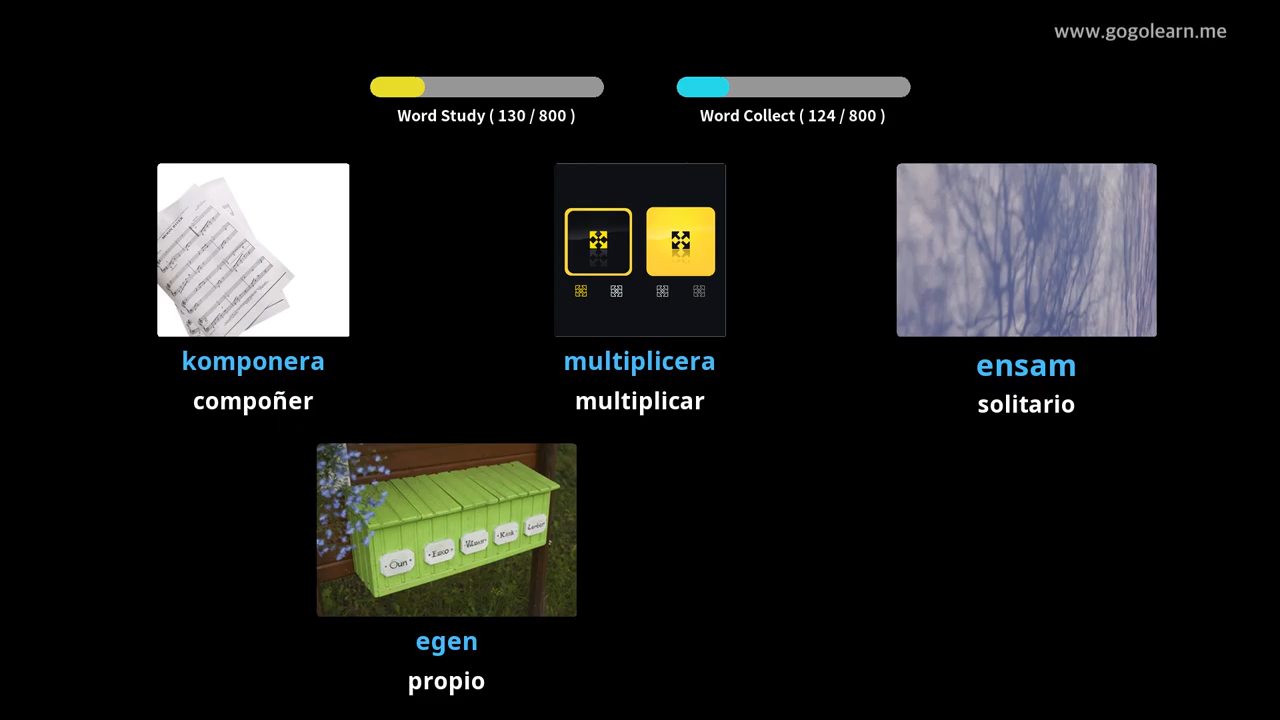 www.gogolearn.me
Word Study ( 130 / 800 )
Word Collect ( 124 / 800 )
komponera
compoñer
multiplicera
multiplicar
ensam
solitario
egen
propio